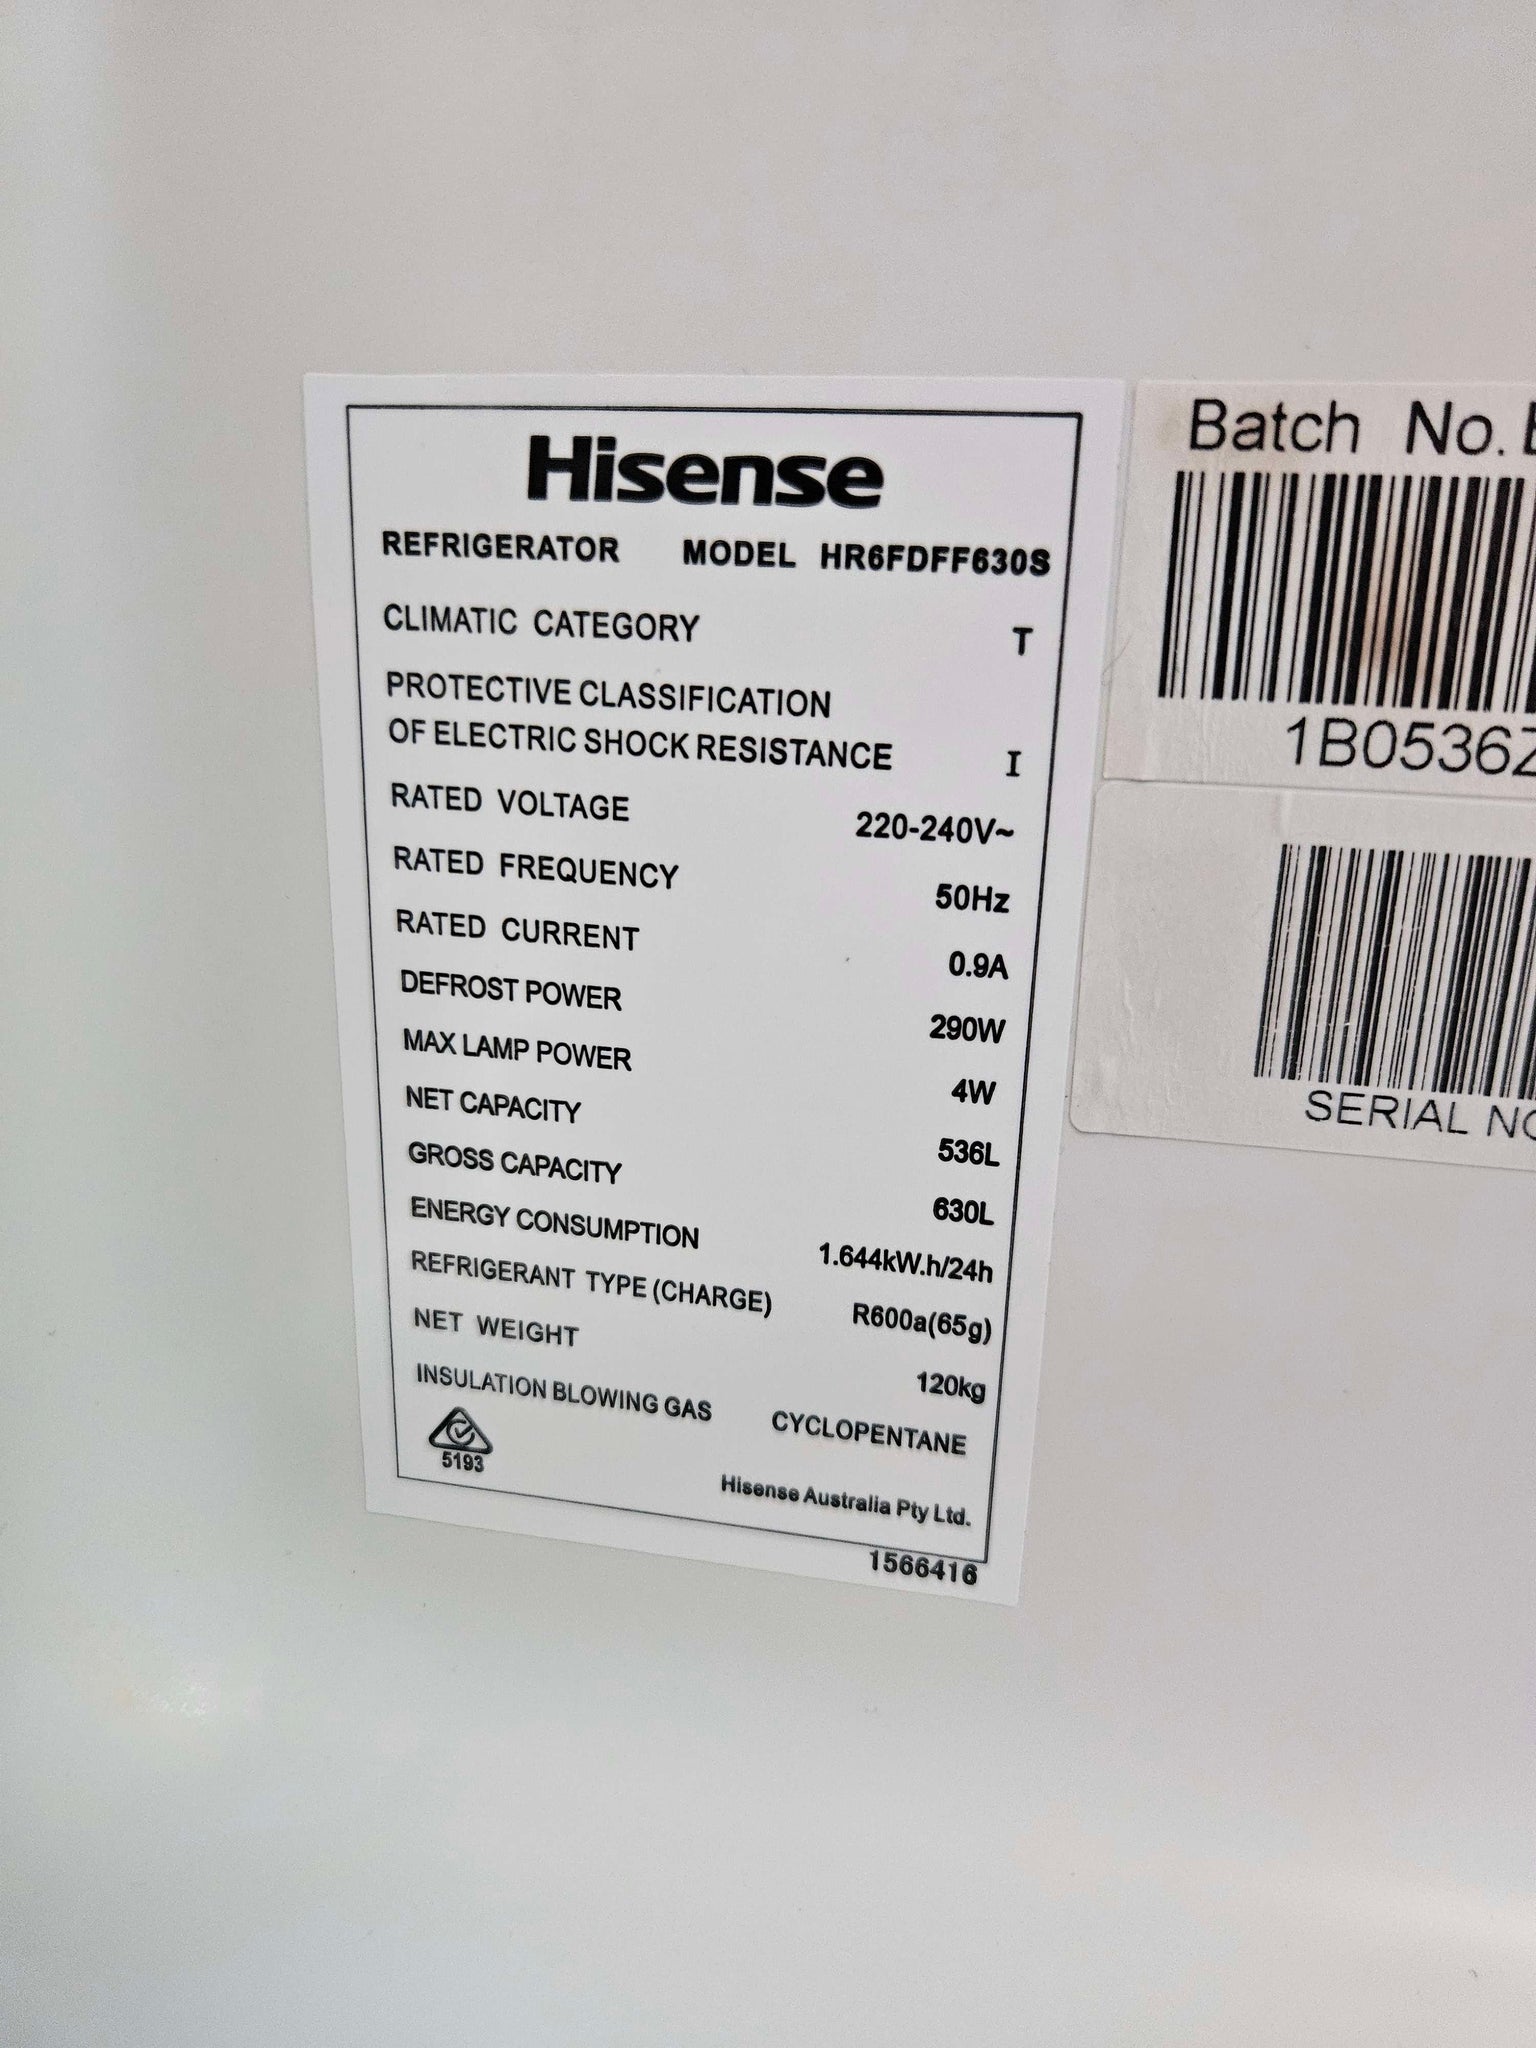 Hisense
REFRIGERATOR MODEL HR6FDFF630S
CLIMATIC CATEGORY T
PROTECTIVE CLASSIFICATION
OF ELECTRIC SHOCK RESISTANCE I
RATED VOLTAGE 220-240V~
RATED FREQUENCY 50Hz
RATED CURRENT 0.9A
DEFROST POWER 290W
MAX LAMP POWER 4W
NET CAPACITY 536L
GROSS CAPACITY 630L
ENERGY CONSUMPTION 1.644kW.h/24h
REFRIGERANT TYPE (CHARGE) R600a(65g)
NET WEIGHT 120kg
INSULATION BLOWING GAS CYCLOPENTANE
5193
Hisense Australia Pty Ltd.
1566416
Batch No.
1B0536
SERIAL